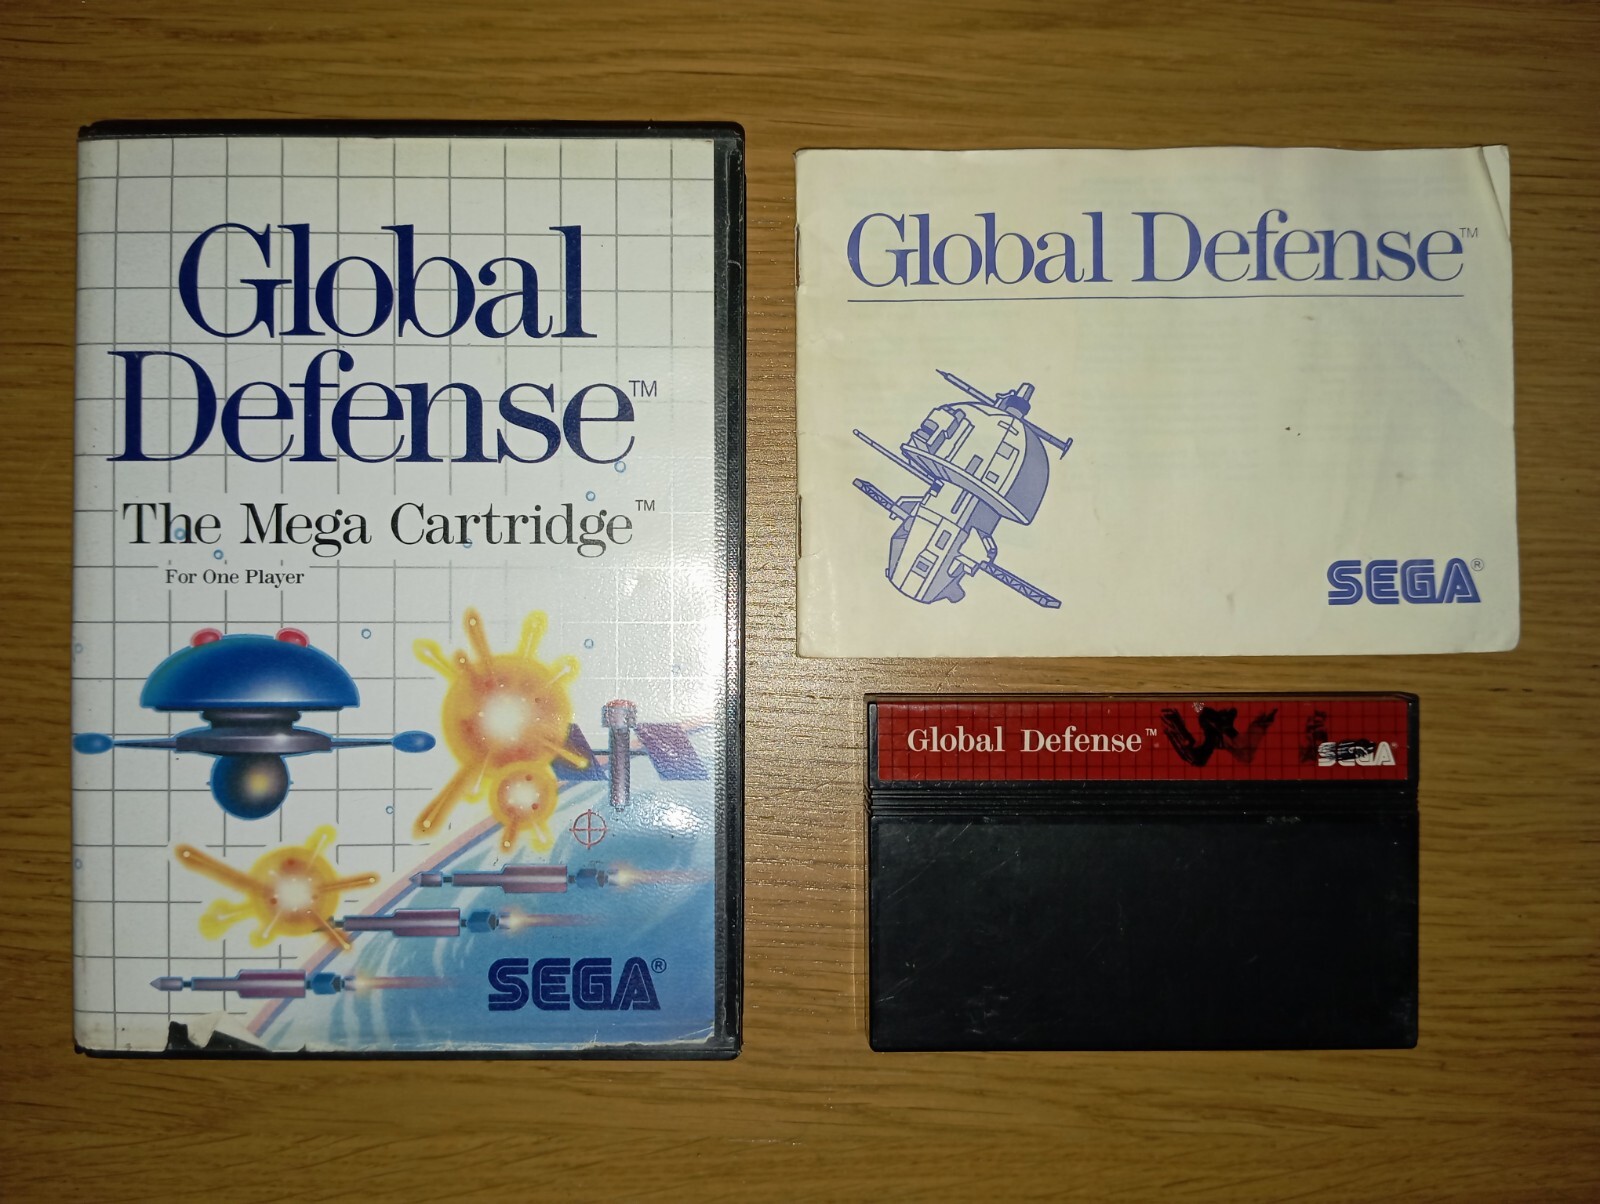 Global
Defense™
The Mega Cartridge™
For One Player
SEGA®
Global Defense™
SEGA®
Global Defense™
SEGA